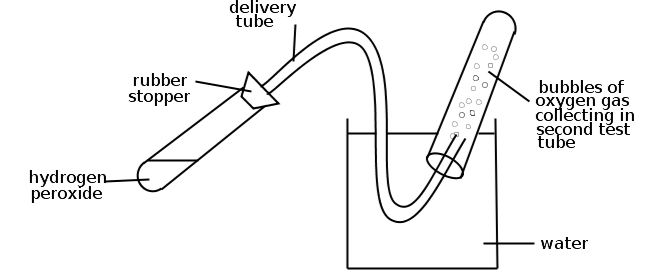 delivery
tube
rubber
stopper
hydrogen
peroxide
bubbles of
oxygen gas
collecting in
second test
tube
water